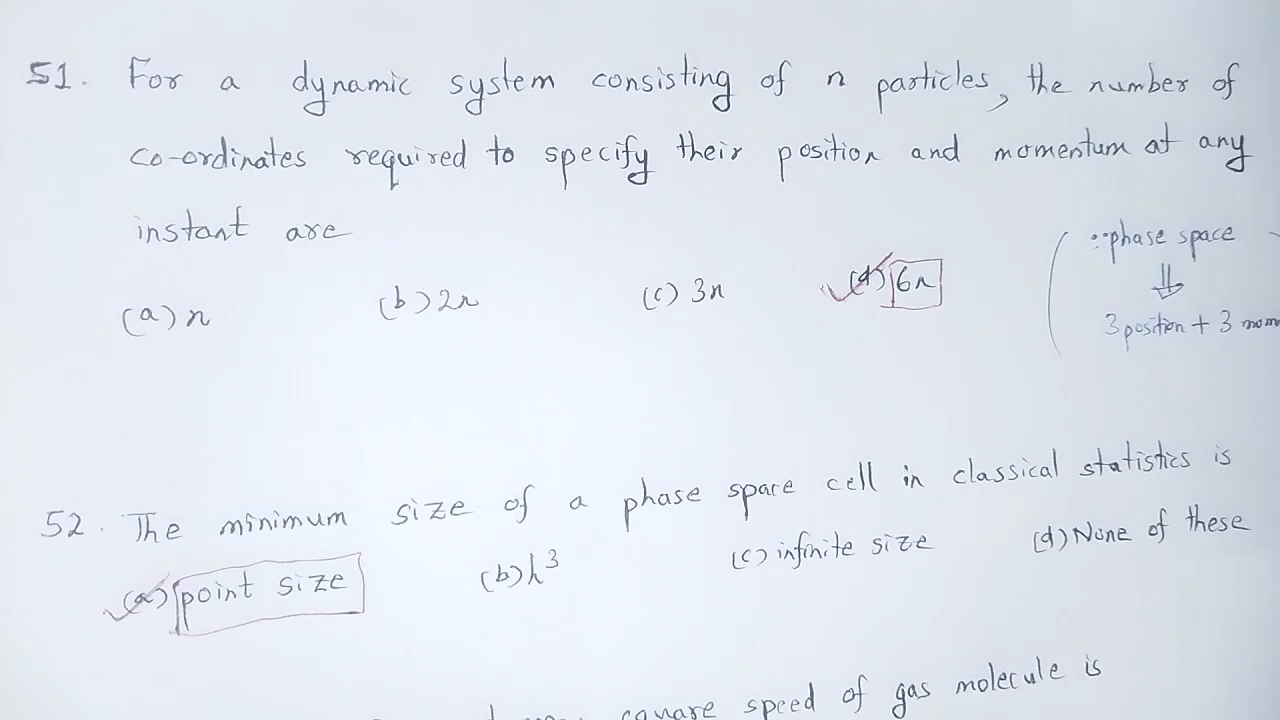 51. For a dynamic system consisting of n particles, the number of
co-ordinates required to specify their position and momentum at any
instant are
(a) n (b) 2n (c) 3n (d) 6n
( ∵ phase space
⇓
3 position + 3 mom
52. The minimum size of a phase space cell in classical statistics is
(a) point size (b) h³ (c) infinite size (d) None of these
square speed of gas molecule is